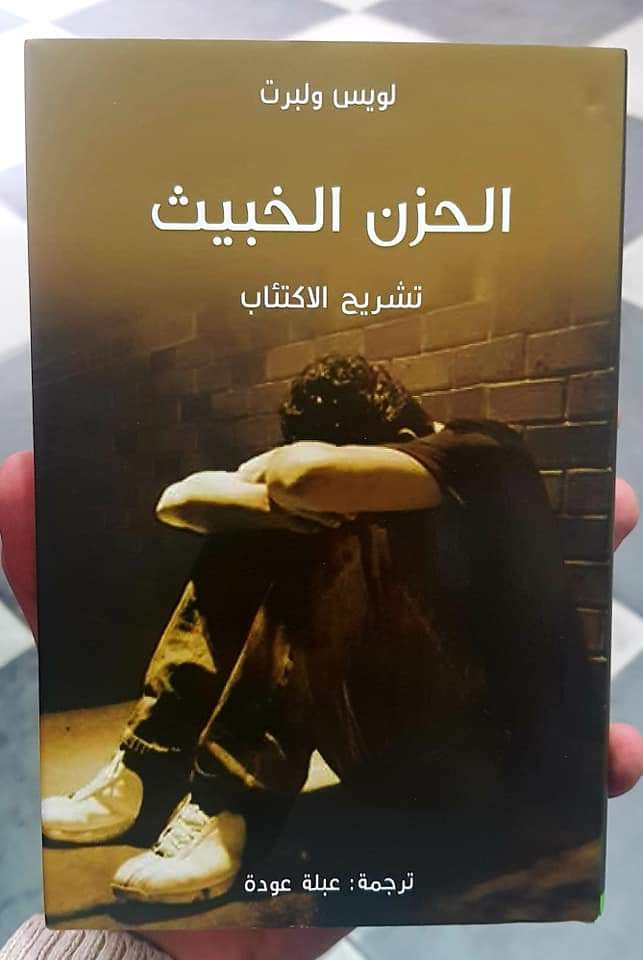 لويس ولبرت
الحزن الخبيث
تشريح الاكتئاب
ترجمة: عبلة عودة